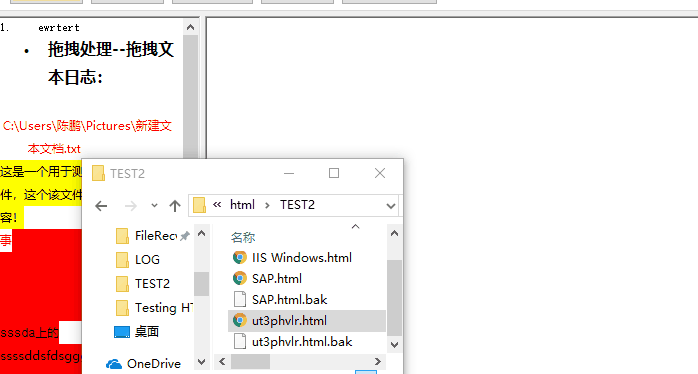 1. ewrtert
• 拖拽处理--拖拽文
本日志：
C:\Users\陈鹏\Pictures\新建文
本文档.txt
这是一个用于测
件，这个该文件
容！
事
sssda上的
ssssddsfdsgg
TEST2
« html › TEST2
FileRecv
LOG
TEST2
Testing HT
桌面
OneDrive
名称
IIS Windows.html
SAP.html
SAP.html.bak
ut3phvlr.html
ut3phvlr.html.bak